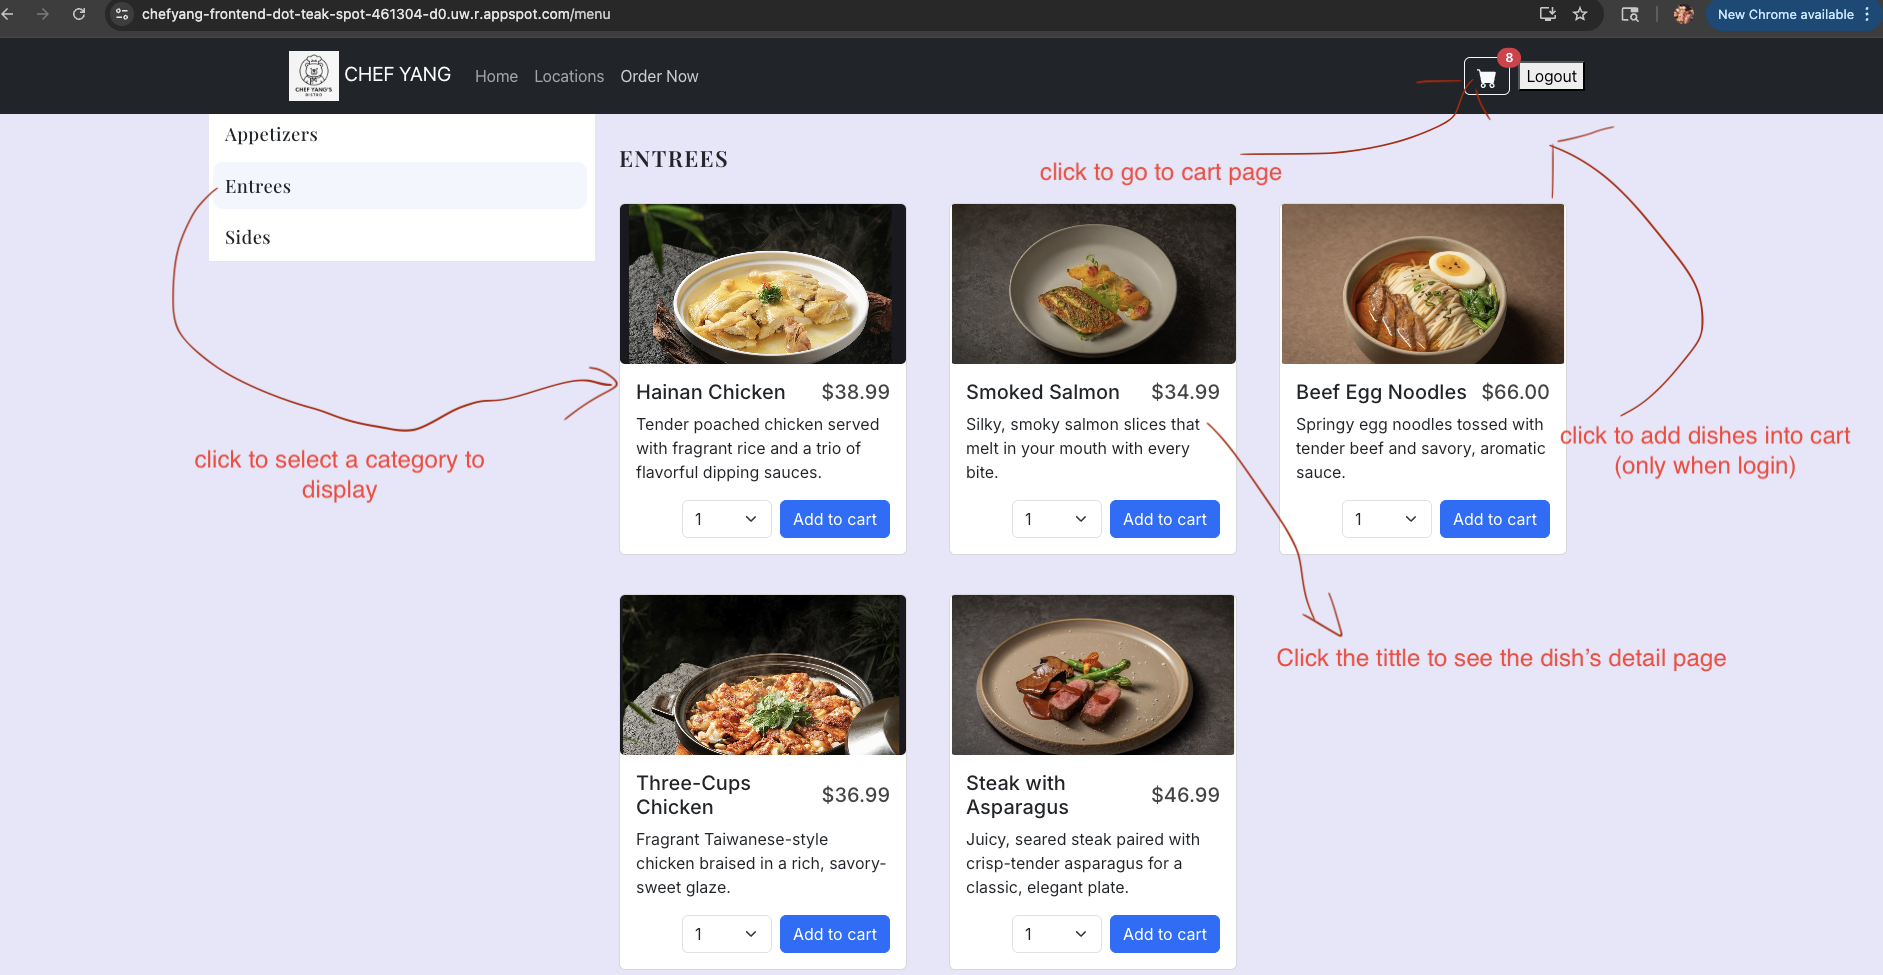 chefyang-frontend-dot-teak-spot-461304-d0.uw.r.appspot.com/menu
New Chrome available
CHEF YANG'S
BISTRO
CHEF YANG
Home
Locations
Order Now
8
Logout
Appetizers
Entrees
Sides
ENTREES
click to go to cart page
Hainan Chicken
$38.99
Tender poached chicken served
with fragrant rice and a trio of
flavorful dipping sauces.
1
Add to cart
Smoked Salmon
$34.99
Silky, smoky salmon slices that
melt in your mouth with every
bite.
1
Add to cart
Beef Egg Noodles
$66.00
Springy egg noodles tossed with
tender beef and savory, aromatic
sauce.
1
Add to cart
click to select a category to
display
click to add dishes into cart
(only when login)
Click the tittle to see the dish’s detail page
Three-Cups
Chicken
$36.99
Fragrant Taiwanese-style
chicken braised in a rich, savory-
sweet glaze.
1
Add to cart
Steak with
Asparagus
$46.99
Juicy, seared steak paired with
crisp-tender asparagus for a
classic, elegant plate.
1
Add to cart